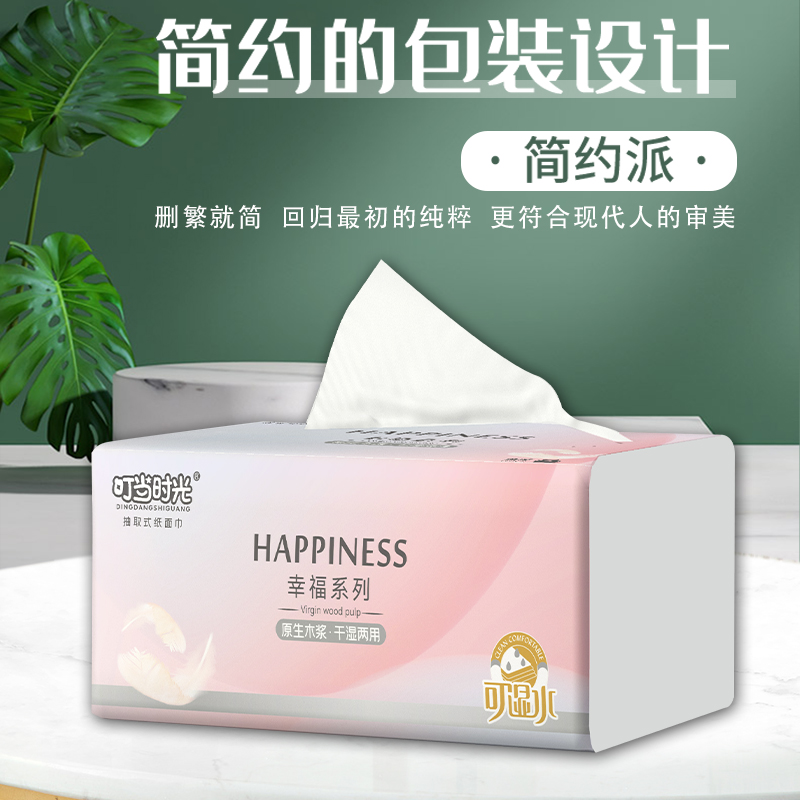 简约的包装设计
· 简约派 ·
删繁就简 回归最初的纯粹 更符合现代人的审美
HAPPINESS
叮当时光®
DINGDANGSHIGUANG
抽取式纸面巾
HAPPINESS
幸福系列
Virgin wood pulp
原生木浆·干湿两用
CLEAN COMFORTABLE
可湿水